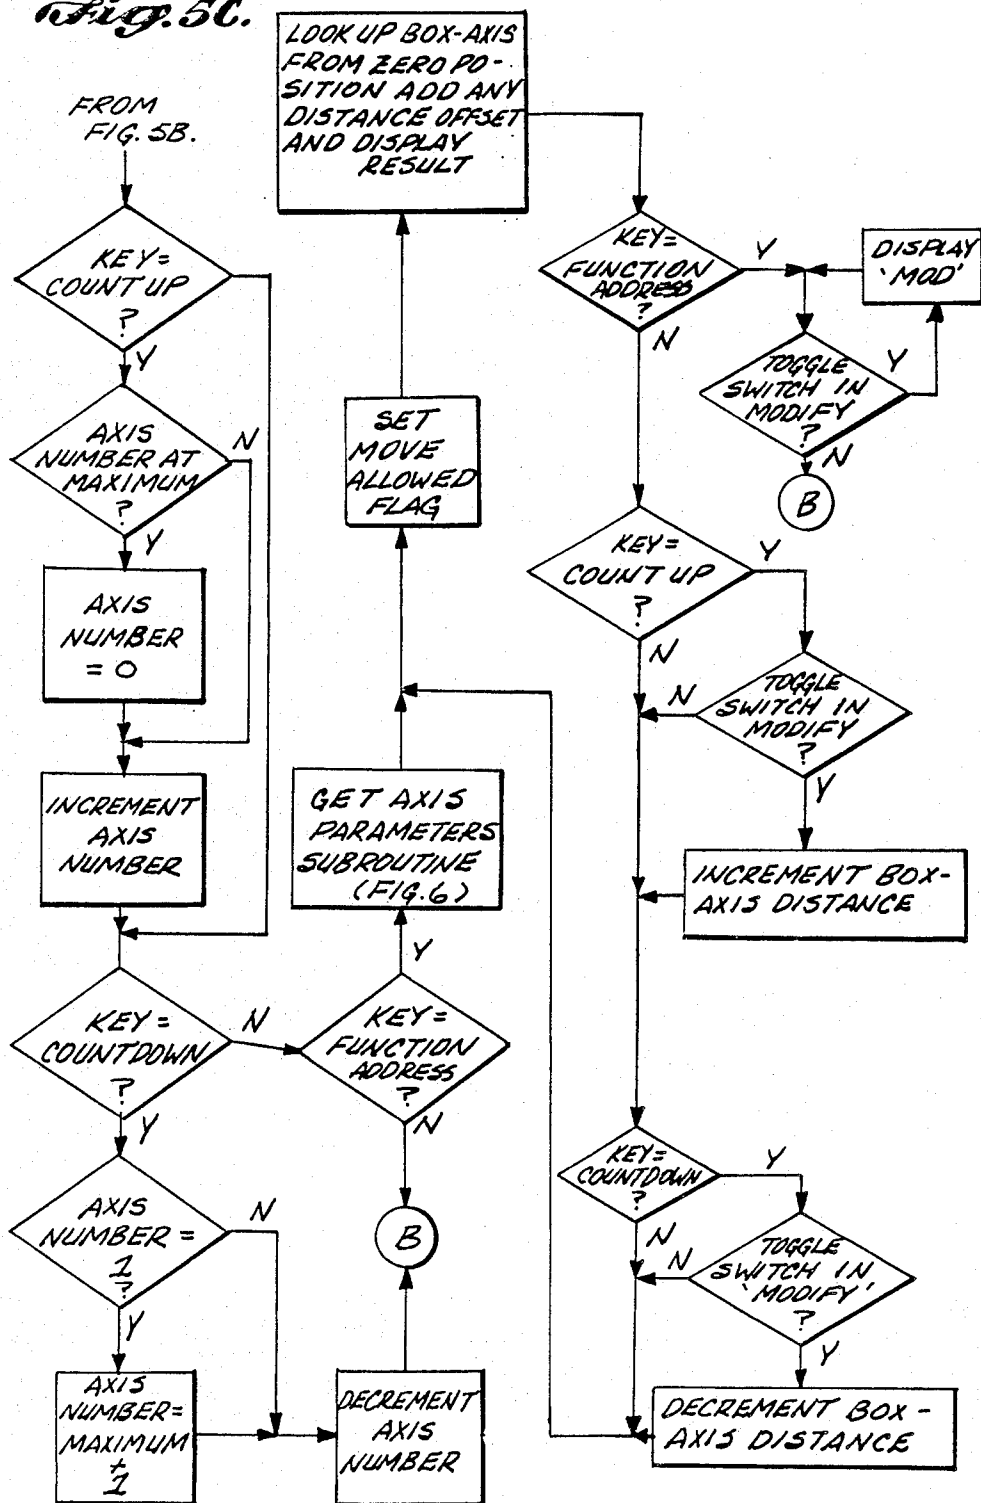 Fig. 5C.
FROM
FIG. 5B.
KEY=
COUNT UP
?
Y
AXIS
NUMBER AT
MAXIMUM
?
N
Y
AXIS
NUMBER
= 0
INCREMENT
AXIS
NUMBER
KEY=
COUNTDOWN
?
N
Y
AXIS
NUMBER =
1
?
N
Y
AXIS
NUMBER=
MAXIMUM
+
1
DECREMENT
AXIS
NUMBER
B
KEY=
FUNCTION
ADDRESS
?
Y
N
GET AXIS
PARAMETERS
SUBROUTINE
(FIG.6)
SET
MOVE
ALLOWED
FLAG
LOOK UP BOX-AXIS
FROM ZERO PO-
SITION ADD ANY
DISTANCE OFFSET
AND DISPLAY
RESULT
KEY=
FUNCTION
ADDRESS
?
Y
N
DISPLAY
'MOD'
TOGGLE
SWITCH IN
MODIFY
?
Y
N
B
KEY=
COUNT UP
?
Y
N
TOGGLE
SWITCH IN
MODIFY
?
N
Y
INCREMENT BOX-
AXIS DISTANCE
KEY=
COUNTDOWN
?
Y
N
TOGGLE
SWITCH IN
'MODIFY'
?
N
Y
DECREMENT BOX-
AXIS DISTANCE